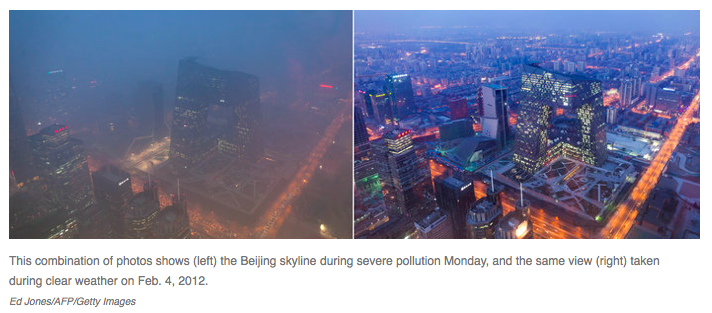 This combination of photos shows (left) the Beijing skyline during severe pollution Monday, and the same view (right) taken
during clear weather on Feb. 4, 2012.
Ed Jones/AFP/Getty Images